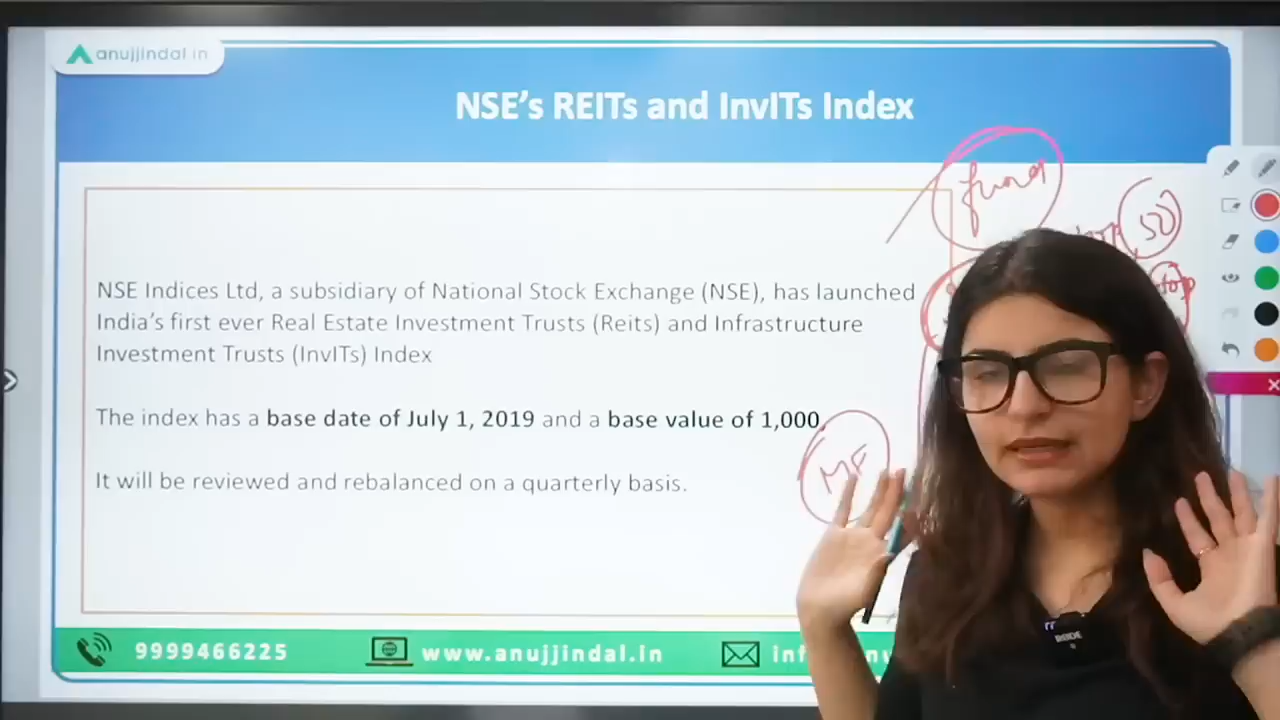 anujjindal.in
NSE's REITs and InvITs Index
fund
50
top
NSE Indices Ltd, a subsidiary of National Stock Exchange (NSE), has launched
India's first ever Real Estate Investment Trusts (Reits) and Infrastructure
Investment Trusts (InvITs) Index
The index has a base date of July 1, 2019 and a base value of 1,000
MF
It will be reviewed and rebalanced on a quarterly basis.
9999466225
www.anujjindal.in